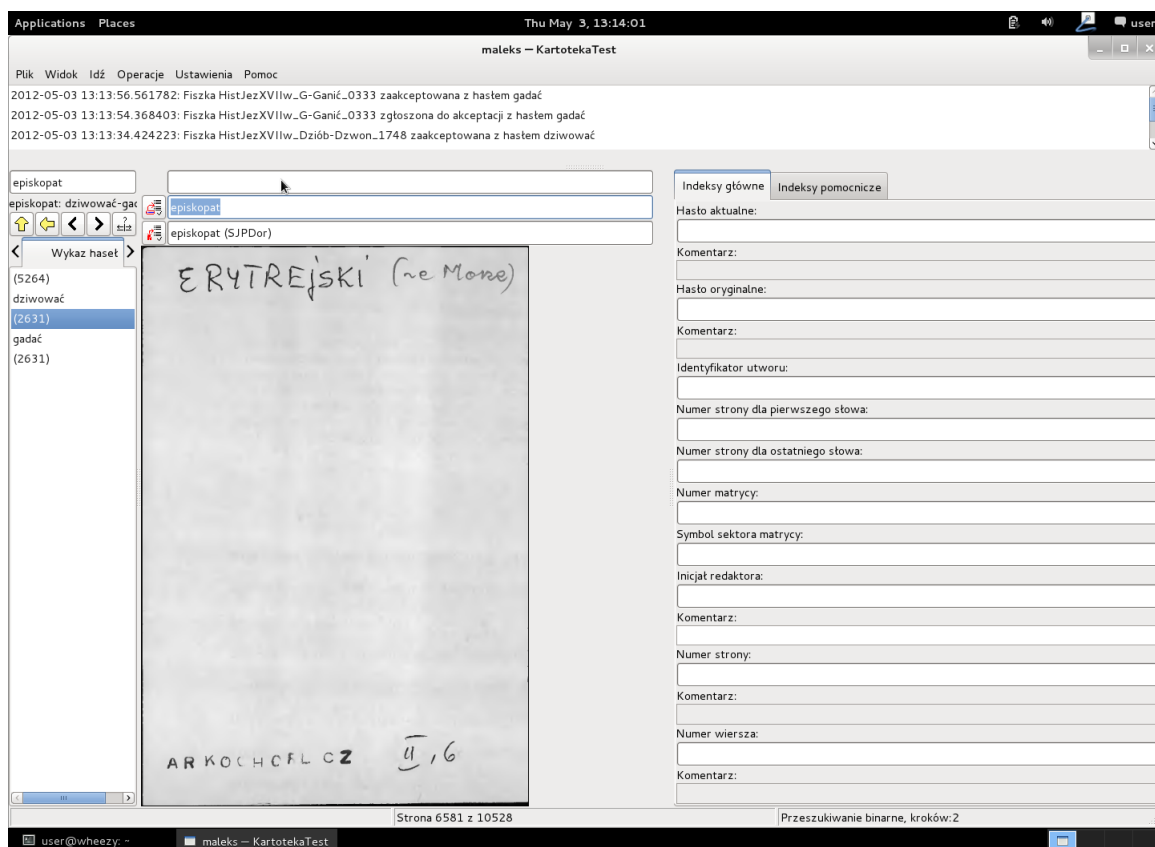 Applications Places Thu May 3, 13:14:01 user
maleks — KartotekaTest
Plik Widok Idź Operacje Ustawienia Pomoc
2012-05-03 13:13:56.561782: Fiszka HistJezXVIIw_G-Ganić_0333 zaakceptowana z hasłem gadać
2012-05-03 13:13:54.368403: Fiszka HistJezXVIIw_G-Ganić_0333 zgłoszona do akceptacji z hasłem gadać
2012-05-03 13:13:34.424223: Fiszka HistJezXVIIw_Dziób-Dzwon_1748 zaakceptowana z hasłem dziwować
episkopat
episkopat: dziwować-gad
episkopat
episkopat (SJPDor)
Wykaz haseł
(5264)
dziwować
(2631)
gadać
(2631)
ERYTREjSKI (~e Morze)
ARKOCHOFLCZ II, 6
Indeksy główne Indeksy pomocnicze
Hasło aktualne:
Komentarz:
Hasło oryginalne:
Komentarz:
Identyfikator utworu:
Numer strony dla pierwszego słowa:
Numer strony dla ostatniego słowa:
Numer matrycy:
Symbol sektora matrycy:
Inicjał redaktora:
Komentarz:
Numer strony:
Komentarz:
Numer wiersza:
Komentarz:
Strona 6581 z 10528 Przeszukiwanie binarne, kroków:2
user@wheezy: ~ maleks — KartotekaTest